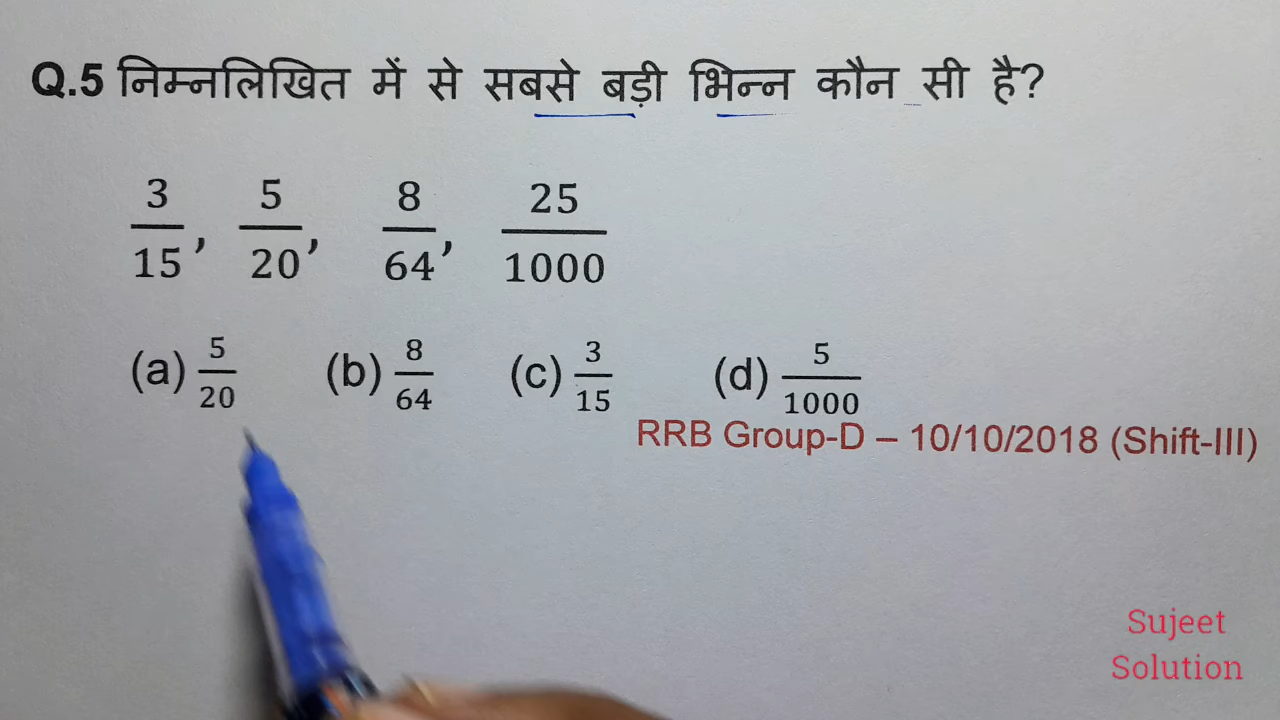 Q.5 निम्नलिखित में से सबसे बड़ी भिन्न कौन सी है?
3/15, 5/20, 8/64, 25/1000
(a) 5/20 (b) 8/64 (c) 3/15 (d) 5/1000
RRB Group-D – 10/10/2018 (Shift-III)
Sujeet
Solution